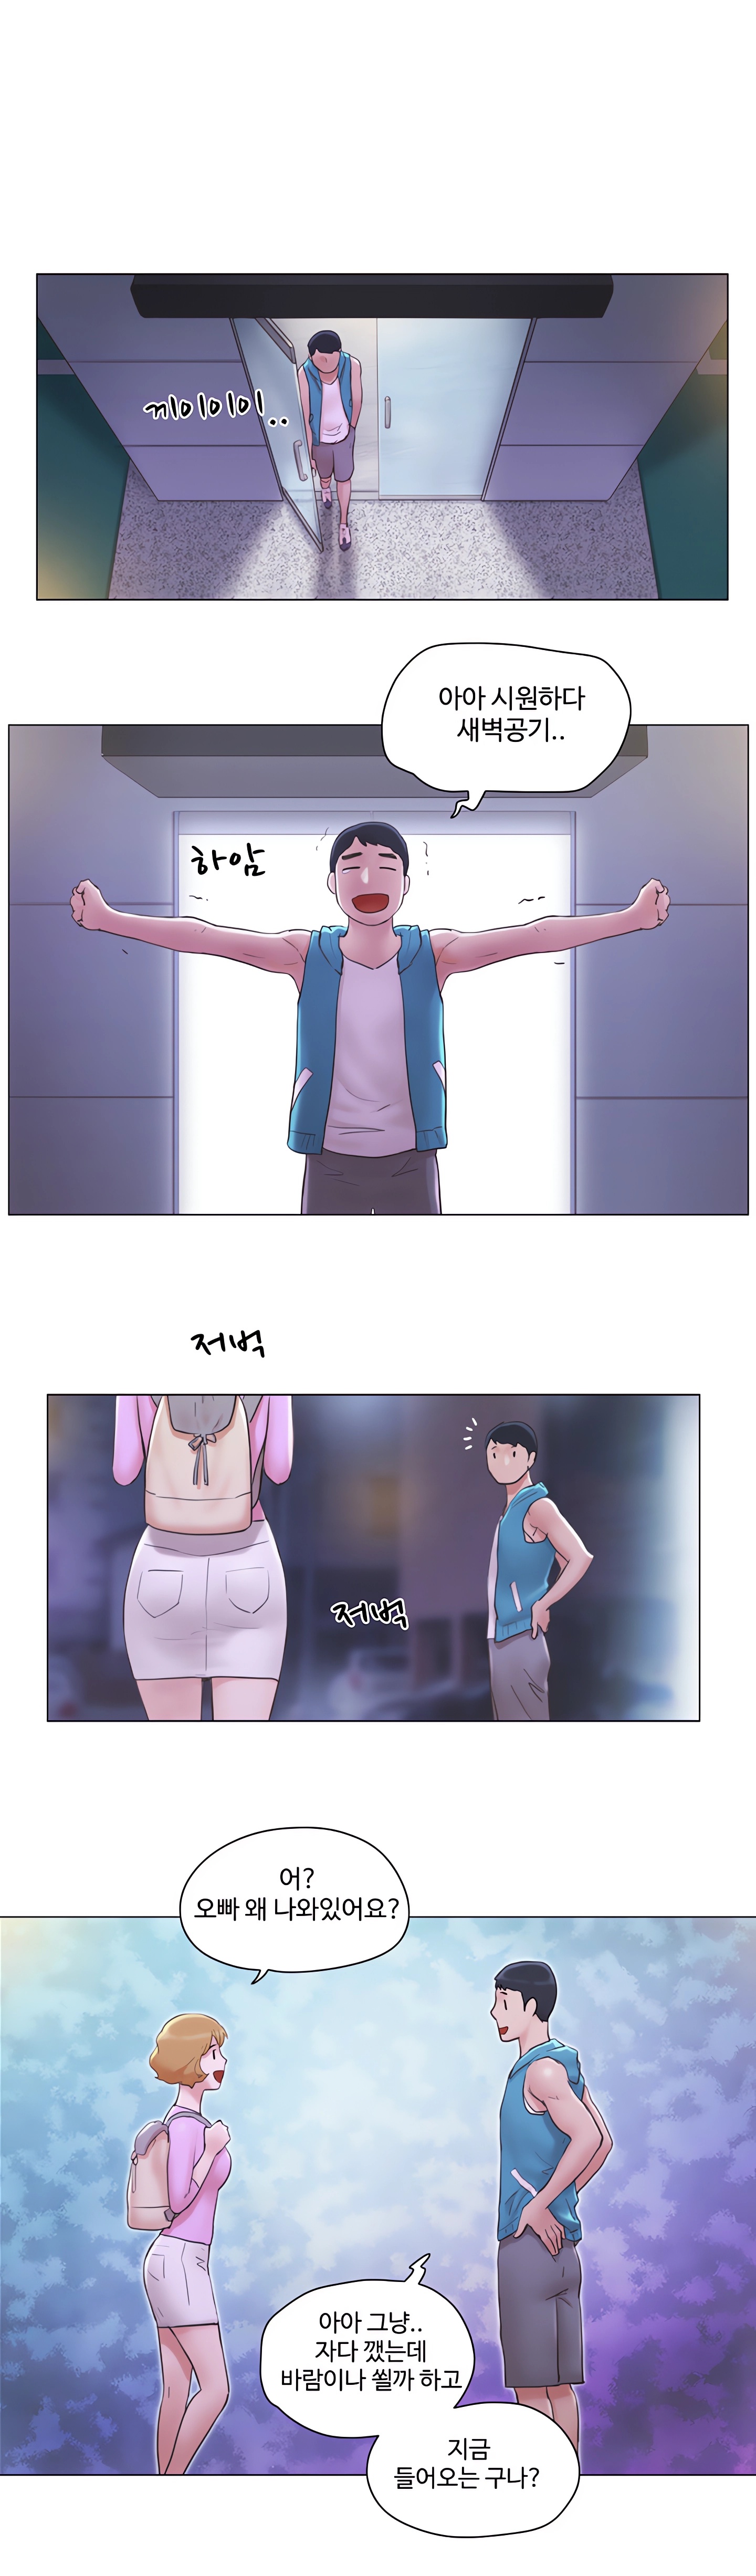 께이이이이..
아아 시원하다
새벽공기..
하암
저벅
저벅
어?
오빠 왜 나와있어요?
아아 그냥..
자다 깼는데
바람이나 쐴까 하고
지금
들어오는 구나?